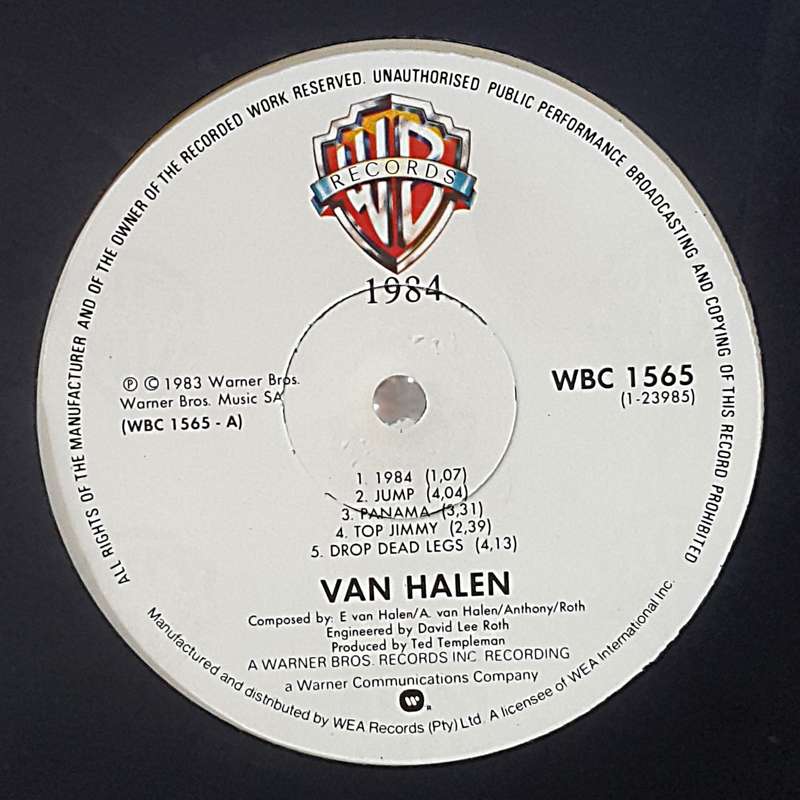 ALL RIGHTS OF THE MANUFACTURER AND OF THE OWNER OF THE RECORDED WORK RESERVED. UNAUTHORISED PUBLIC PERFORMANCE BROADCASTING AND COPYING OF THIS RECORD PROHIBITED
WB
RECORDS
1984
℗ © 1983 Warner Bros.
Warner Bros. Music SA
(WBC 1565 - A)
WBC 1565
(1-23985)
1. 1984 (1,07)
2. JUMP (4,04)
3. PANAMA (3,31)
4. TOP JIMMY (2,39)
5. DROP DEAD LEGS (4,13)
VAN HALEN
Composed by: E van Halen/A. van Halen/Anthony/Roth
Engineered by David Lee Roth
Produced by Ted Templeman
A WARNER BROS. RECORDS INC. RECORDING
a Warner Communications Company
Manufactured and distributed by WEA Records (Pty) Ltd. A licensee of WEA International Inc.